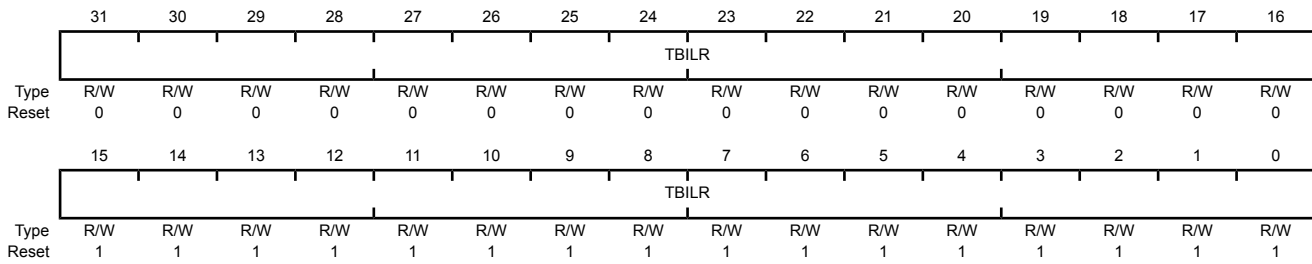 31 30 29 28 27 26 25 24 23 22 21 20 19 18 17 16
TBILR
Type R/W R/W R/W R/W R/W R/W R/W R/W R/W R/W R/W R/W R/W R/W R/W R/W
Reset 0 0 0 0 0 0 0 0 0 0 0 0 0 0 0 0
15 14 13 12 11 10 9 8 7 6 5 4 3 2 1 0
TBILR
Type R/W R/W R/W R/W R/W R/W R/W R/W R/W R/W R/W R/W R/W R/W R/W R/W
Reset 1 1 1 1 1 1 1 1 1 1 1 1 1 1 1 1